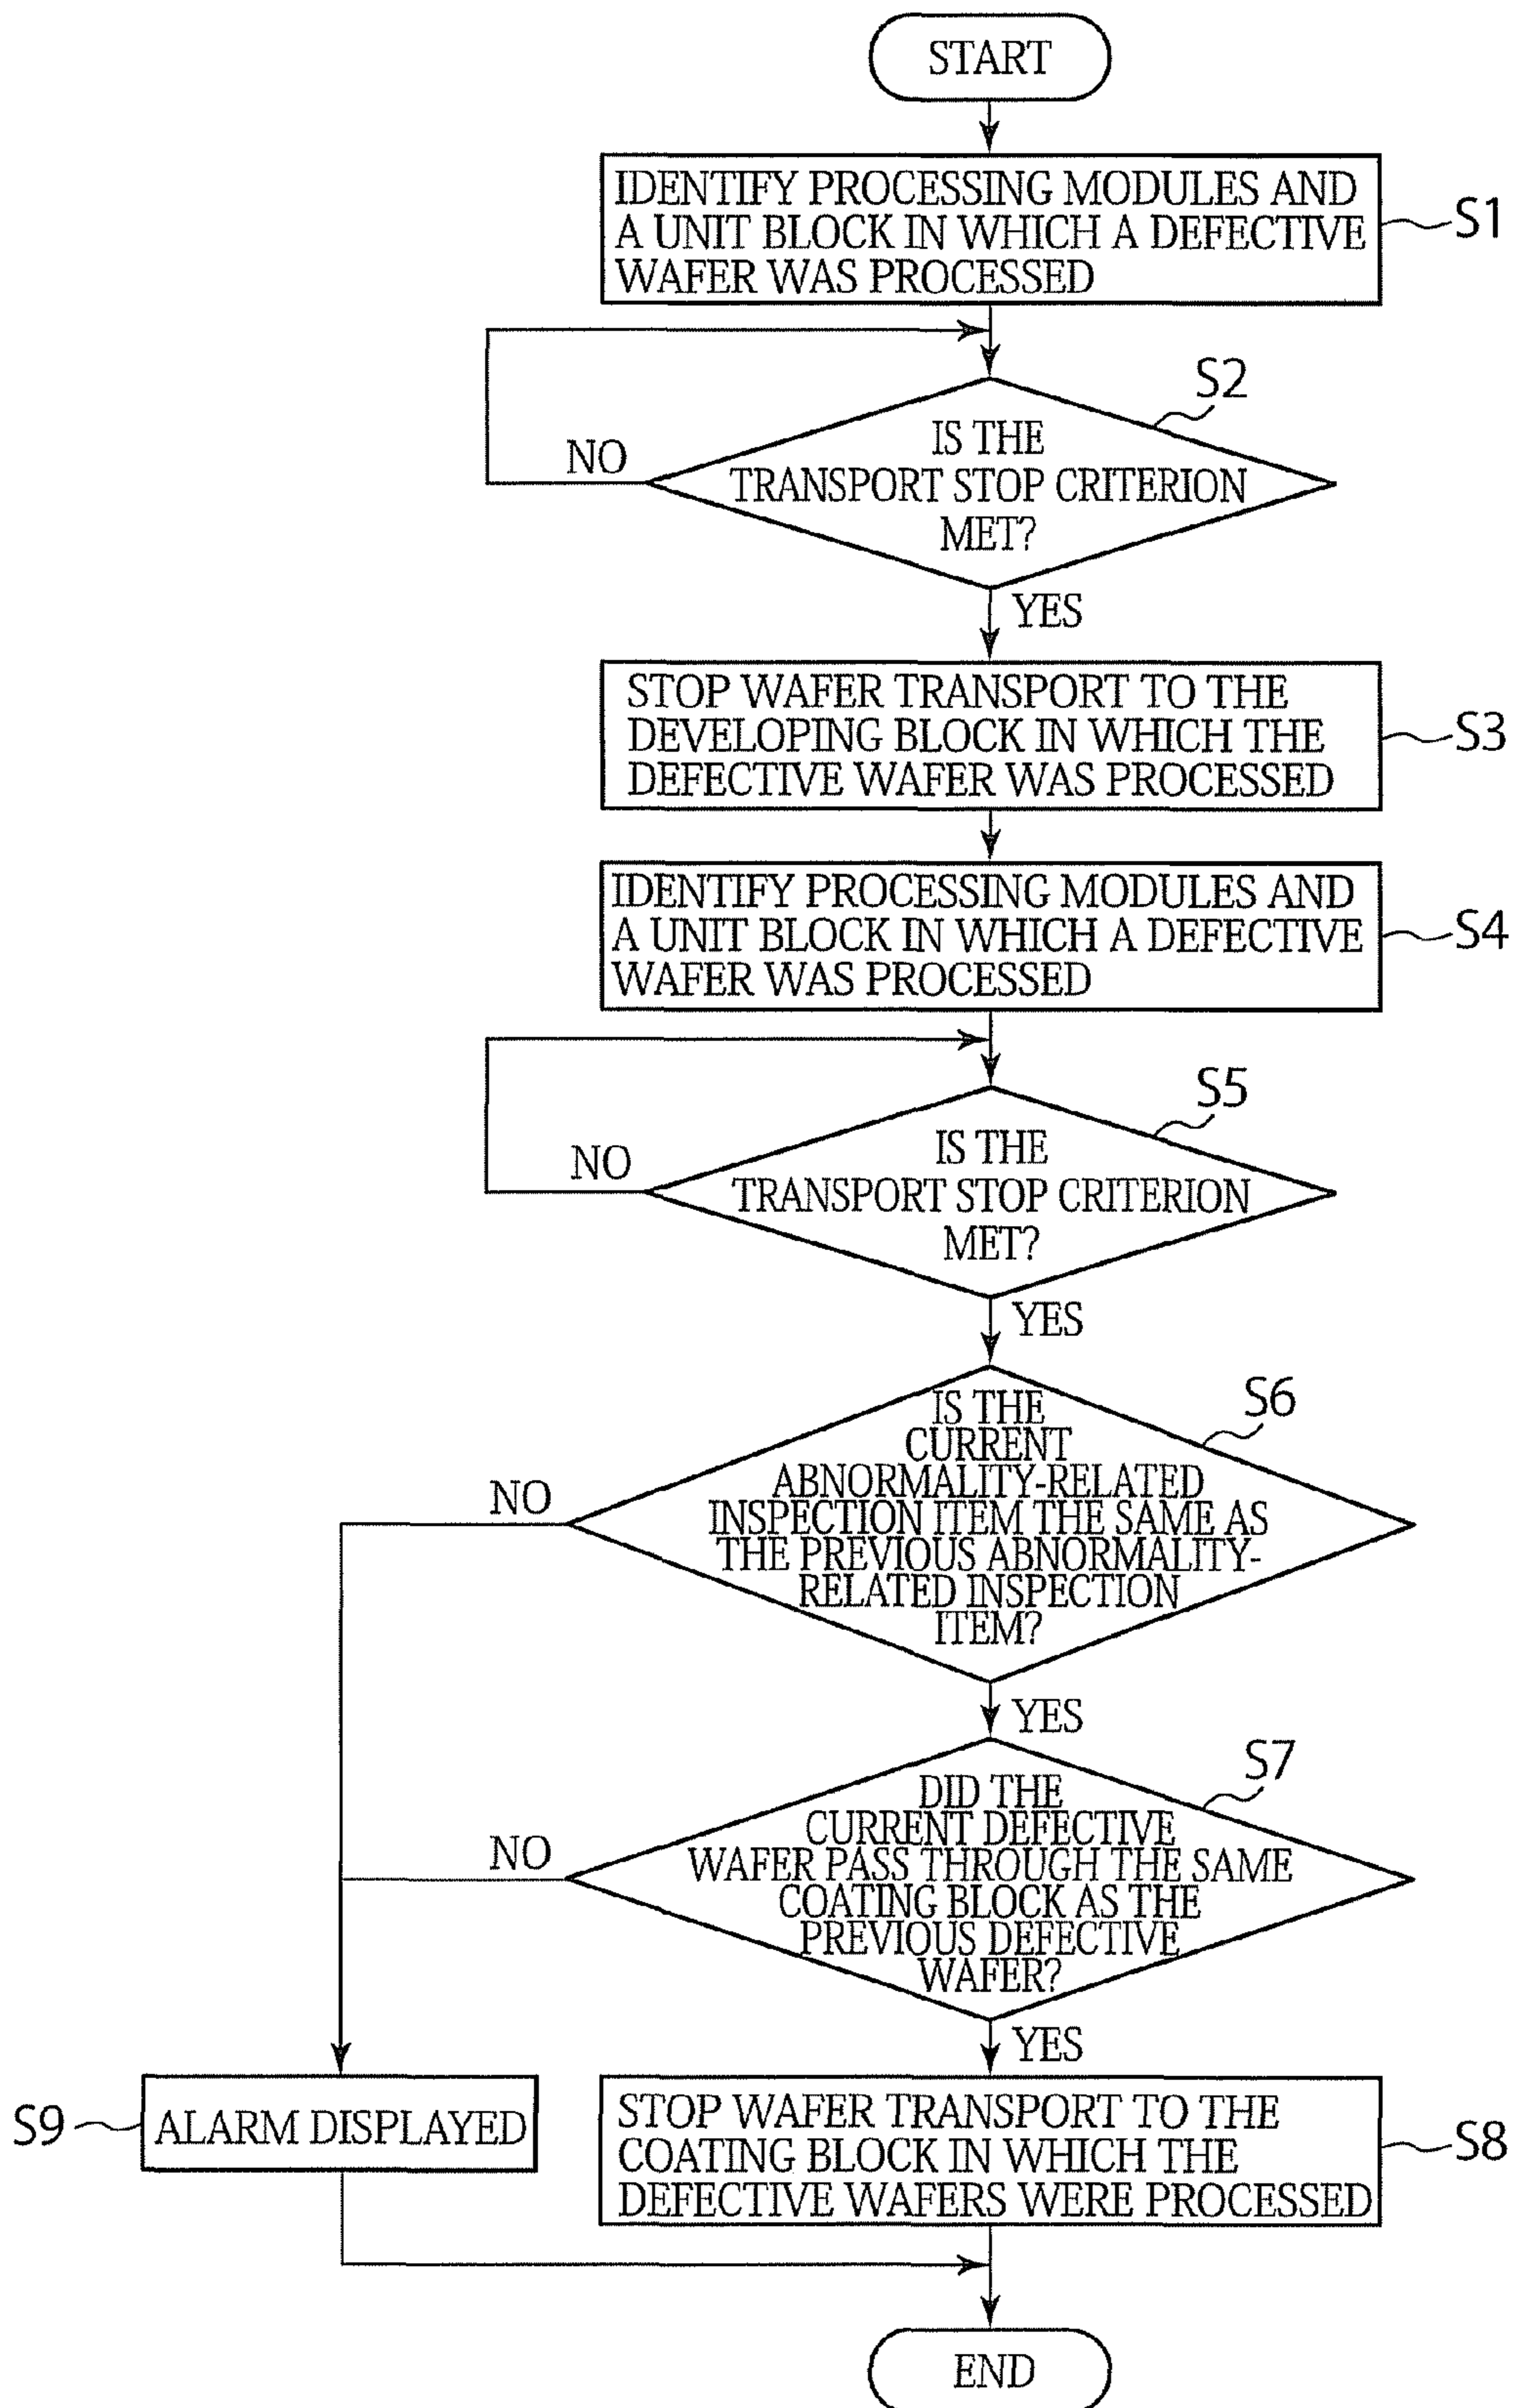 START
IDENTIFY PROCESSING MODULES AND
A UNIT BLOCK IN WHICH A DEFECTIVE
WAFER WAS PROCESSED
S1
S2
IS THE
TRANSPORT STOP CRITERION
MET?
NO
YES
STOP WAFER TRANSPORT TO THE
DEVELOPING BLOCK IN WHICH THE
DEFECTIVE WAFER WAS PROCESSED
S3
IDENTIFY PROCESSING MODULES AND
A UNIT BLOCK IN WHICH A DEFECTIVE
WAFER WAS PROCESSED
S4
S5
IS THE
TRANSPORT STOP CRITERION
MET?
NO
YES
S6
IS THE
CURRENT
ABNORMALITY-RELATED
INSPECTION ITEM THE SAME AS
THE PREVIOUS ABNORMALITY-
RELATED INSPECTION
ITEM?
NO
YES
S7
DID THE
CURRENT DEFECTIVE
WAFER PASS THROUGH THE SAME
COATING BLOCK AS THE
PREVIOUS DEFECTIVE
WAFER?
NO
YES
S9
ALARM DISPLAYED
STOP WAFER TRANSPORT TO THE
COATING BLOCK IN WHICH THE
DEFECTIVE WAFERS WERE PROCESSED
S8
END